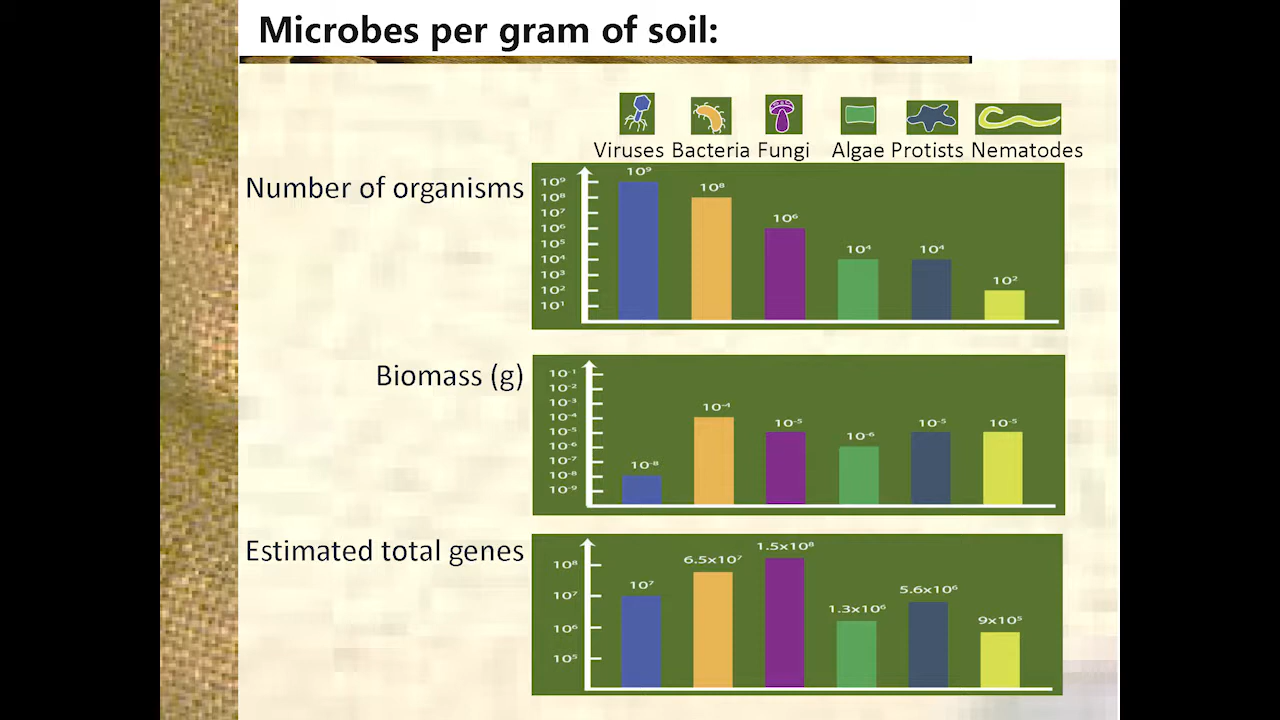 Microbes per gram of soil:
Viruses Bacteria Fungi Algae Protists Nematodes
Number of organisms
10⁹
10⁸
10⁷
10⁶
10⁵
10⁴
10³
10²
10¹
10⁹ 10⁸ 10⁶ 10⁴ 10⁴ 10²
Biomass (g)
10⁻¹
10⁻²
10⁻³
10⁻⁴
10⁻⁵
10⁻⁶
10⁻⁷
10⁻⁸
10⁻⁹
10⁻⁸ 10⁻⁴ 10⁻⁵ 10⁻⁶ 10⁻⁵ 10⁻⁵
Estimated total genes
10⁸
10⁷
10⁶
10⁵
10⁷ 6.5x10⁷ 1.5x10⁸ 1.3x10⁶ 5.6x10⁶ 9x10⁵